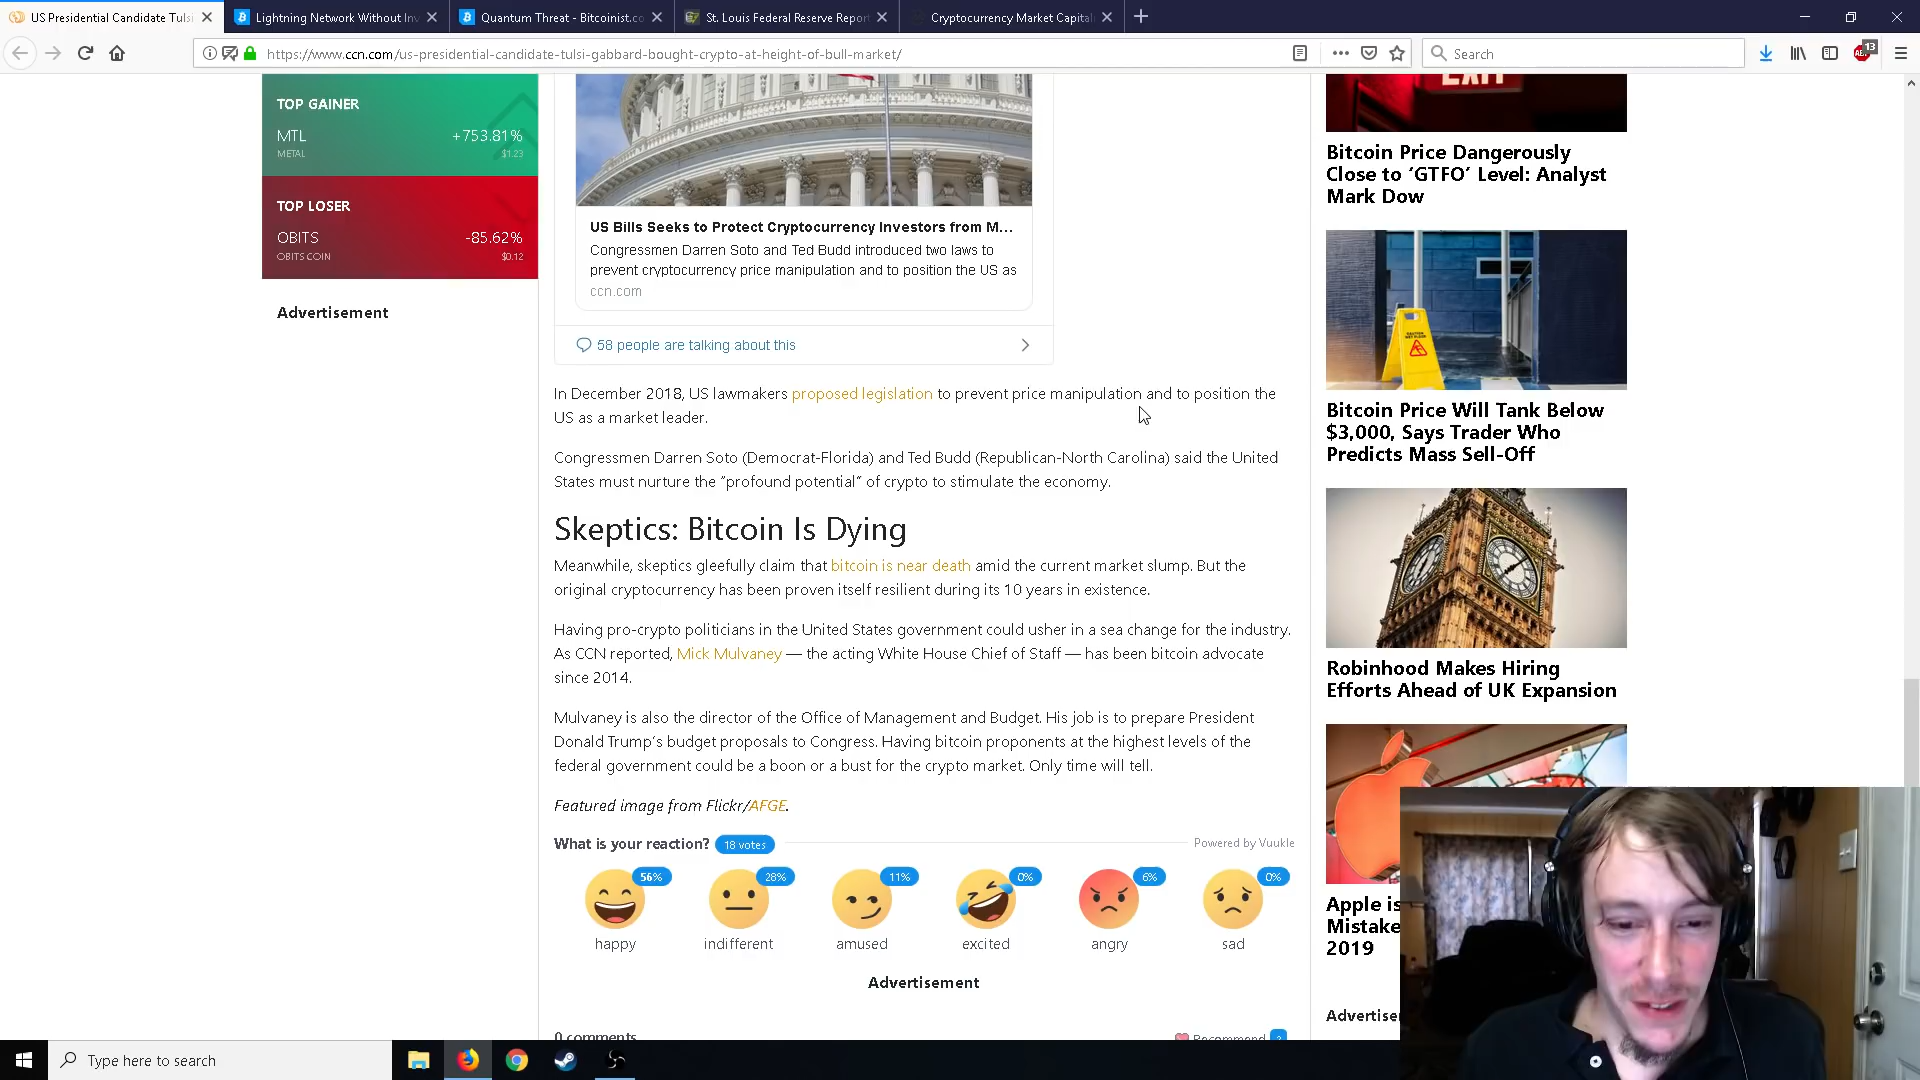 US Presidential Candidate Tulsi
Lightning Network Without Inv
Quantum Threat - Bitcoinist.co
St. Louis Federal Reserve Repor
Cryptocurrency Market Capital
https://www.ccn.com/us-presidential-candidate-tulsi-gabbard-bought-crypto-at-height-of-bull-market/
Search
13
TOP GAINER
MTL +753.81%
METAL $1.23
TOP LOSER
OBITS -85.62%
OBITS COIN $0.12
Advertisement
US Bills Seeks to Protect Cryptocurrency Investors from M...
Congressmen Darren Soto and Ted Budd introduced two laws to
prevent cryptocurrency price manipulation and to position the US as
ccn.com
58 people are talking about this
In December 2018, US lawmakers proposed legislation to prevent price manipulation and to position the
US as a market leader.
Congressmen Darren Soto (Democrat-Florida) and Ted Budd (Republican-North Carolina) said the United
States must nurture the “profound potential” of crypto to stimulate the economy.
Skeptics: Bitcoin Is Dying
Meanwhile, skeptics gleefully claim that bitcoin is near death amid the current market slump. But the
original cryptocurrency has been proven itself resilient during its 10 years in existence.
Having pro-crypto politicians in the United States government could usher in a sea change for the industry.
As CCN reported, Mick Mulvaney — the acting White House Chief of Staff — has been bitcoin advocate
since 2014.
Mulvaney is also the director of the Office of Management and Budget. His job is to prepare President
Donald Trump’s budget proposals to Congress. Having bitcoin proponents at the highest levels of the
federal government could be a boon or a bust for the crypto market. Only time will tell.
Featured image from Flickr/AFGE.
What is your reaction? 18 votes
Powered by Vuukle
56% 28% 11% 0% 6% 0%
happy indifferent amused excited angry sad
Advertisement
0 comments
Recommend
EXIT
Bitcoin Price Dangerously
Close to ‘GTFO’ Level: Analyst
Mark Dow
Bitcoin Price Will Tank Below
$3,000, Says Trader Who
Predicts Mass Sell-Off
Robinhood Makes Hiring
Efforts Ahead of UK Expansion
Apple is
Mistake
2019
Advertise
Type here to search